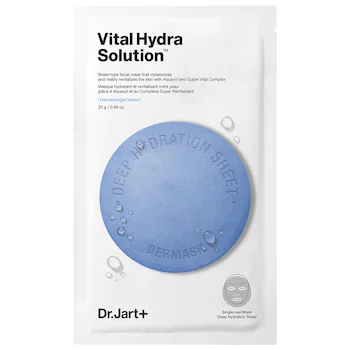 Vital Hydra
Solution™
Sheet-type facial mask that moisturizes
and visibly revitalizes the skin with Aquaxyl and Super Vital Complex
Masque hydratant et revitalisant votre peau
grâce à Aquaxyl et au Complexe Super Revitalisant
/ Dermatologist tested /
25 g / 0.88 oz.
DEEP HYDRATION SHEET
DERMASK
Dr.Jart+
Single-use Mask
Deep Hydration Sheet